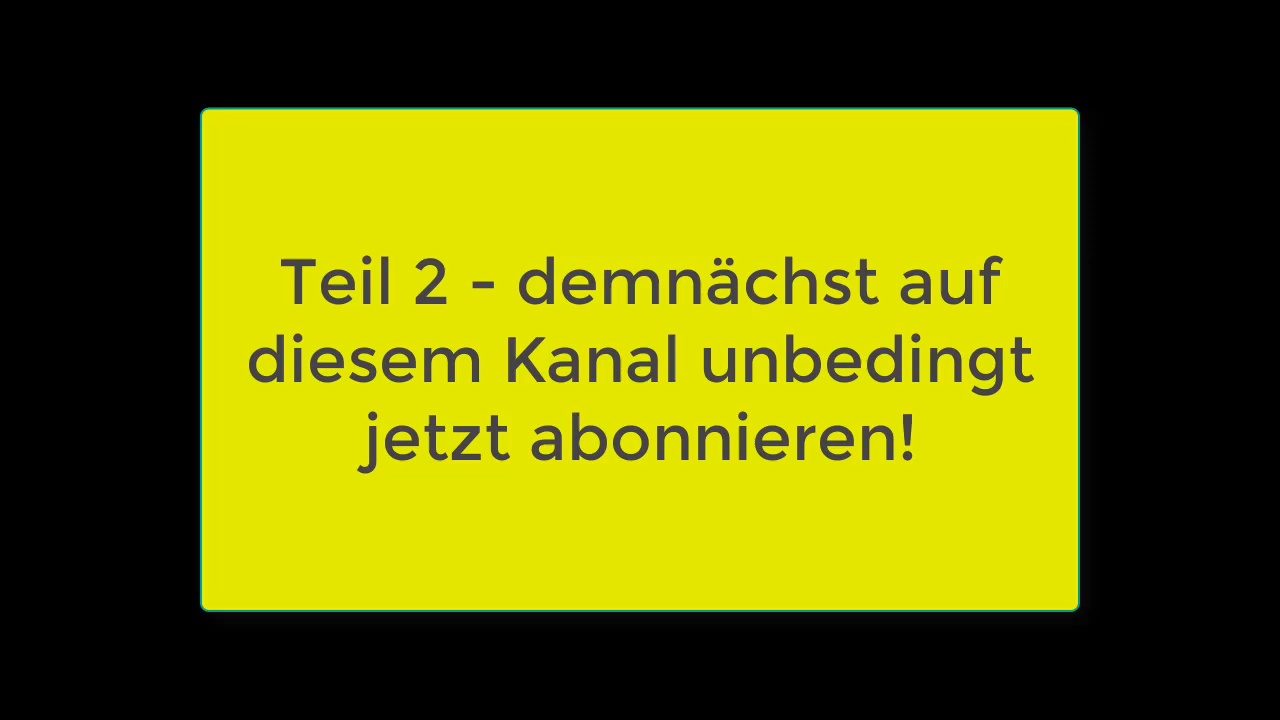 Teil 2 - demnächst auf
diesem Kanal unbedingt
jetzt abonnieren!